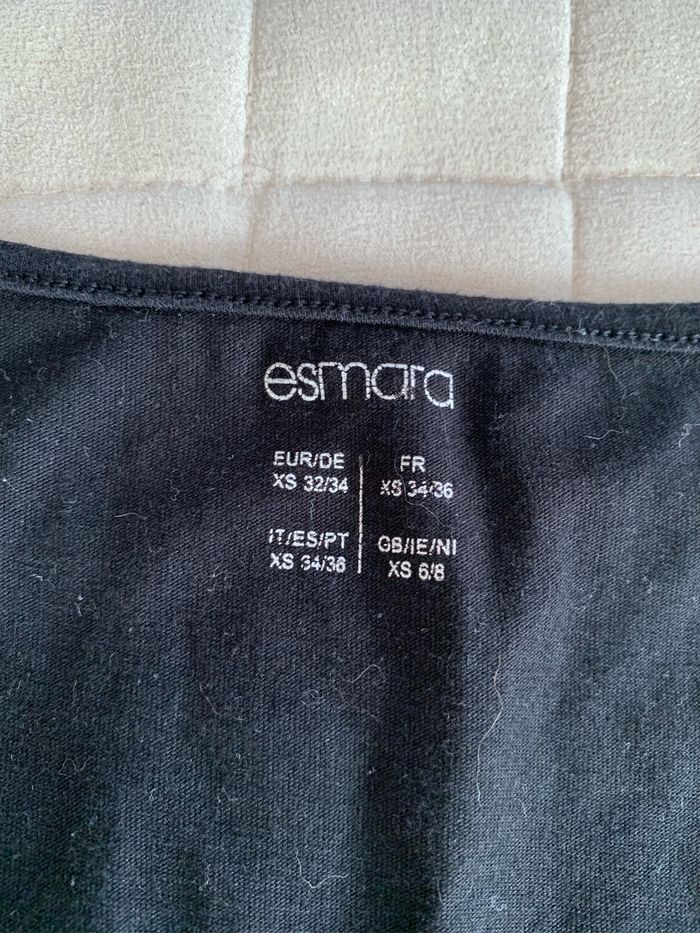 esmara
EUR/DE
XS 32/34
FR
XS 34/36
IT/ES/PT
XS 34/36
GB/IE/NI
XS 6/8